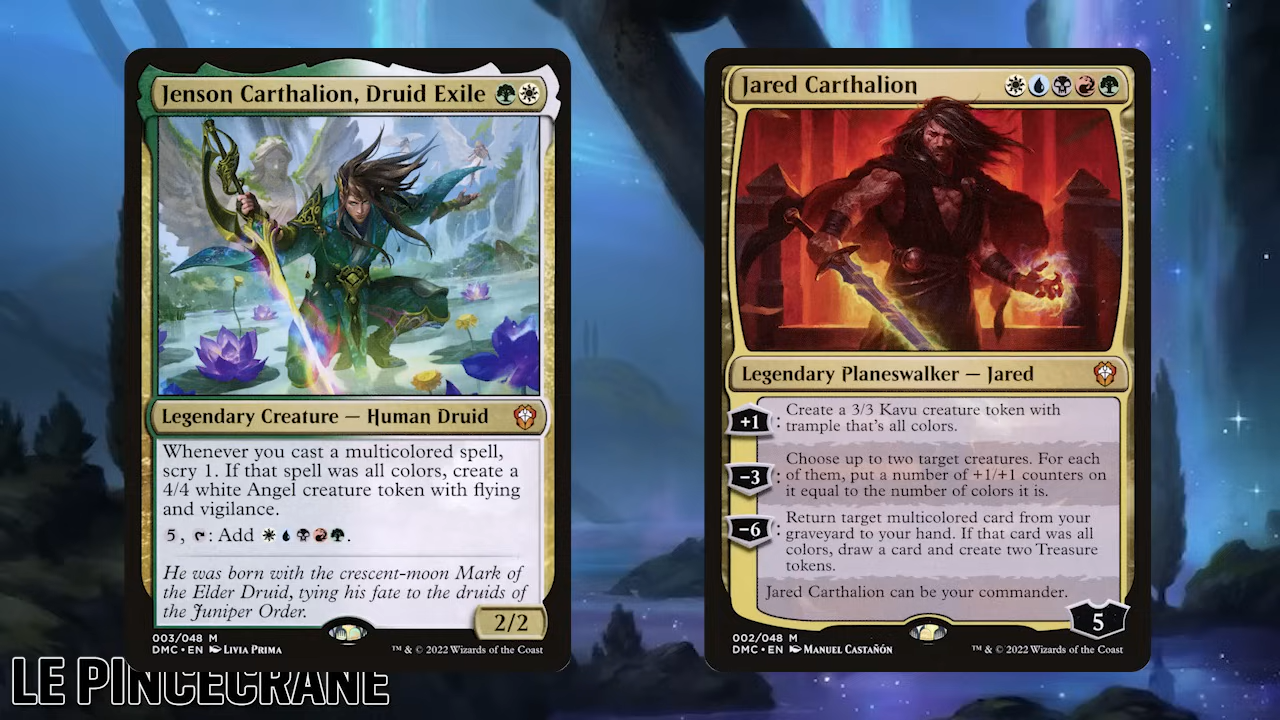 Jenson Carthalion, Druid Exile
Legendary Creature — Human Druid
Whenever you cast a multicolored spell,
scry 1. If that spell was all colors, create a
4/4 white Angel creature token with flying
and vigilance.
5, : Add .
He was born with the crescent-moon Mark of
the Elder Druid, tying his fate to the druids of
the Juniper Order.
2/2
003/048 M
DMC • EN LIVIA PRIMA
™ & © 2022 Wizards of the Coast
Jared Carthalion
Legendary Planeswalker — Jared
+1 : Create a 3/3 Kavu creature token with
trample that's all colors.
−3 : Choose up to two target creatures. For each
of them, put a number of +1/+1 counters on
it equal to the number of colors it is.
−6 : Return target multicolored card from your
graveyard to your hand. If that card was all
colors, draw a card and create two Treasure
tokens.
Jared Carthalion can be your commander.
5
002/048 M
DMC • EN MANUEL CASTAÑÓN
™ & © 2022 Wizards of the Coast
LE PINCECRANE